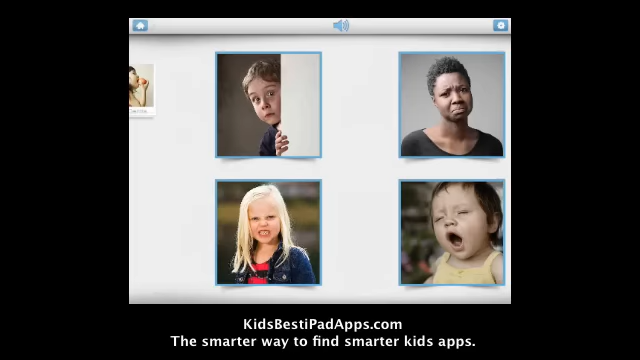 KidsBestiPadApps.com
The smarter way to find smarter kids apps.